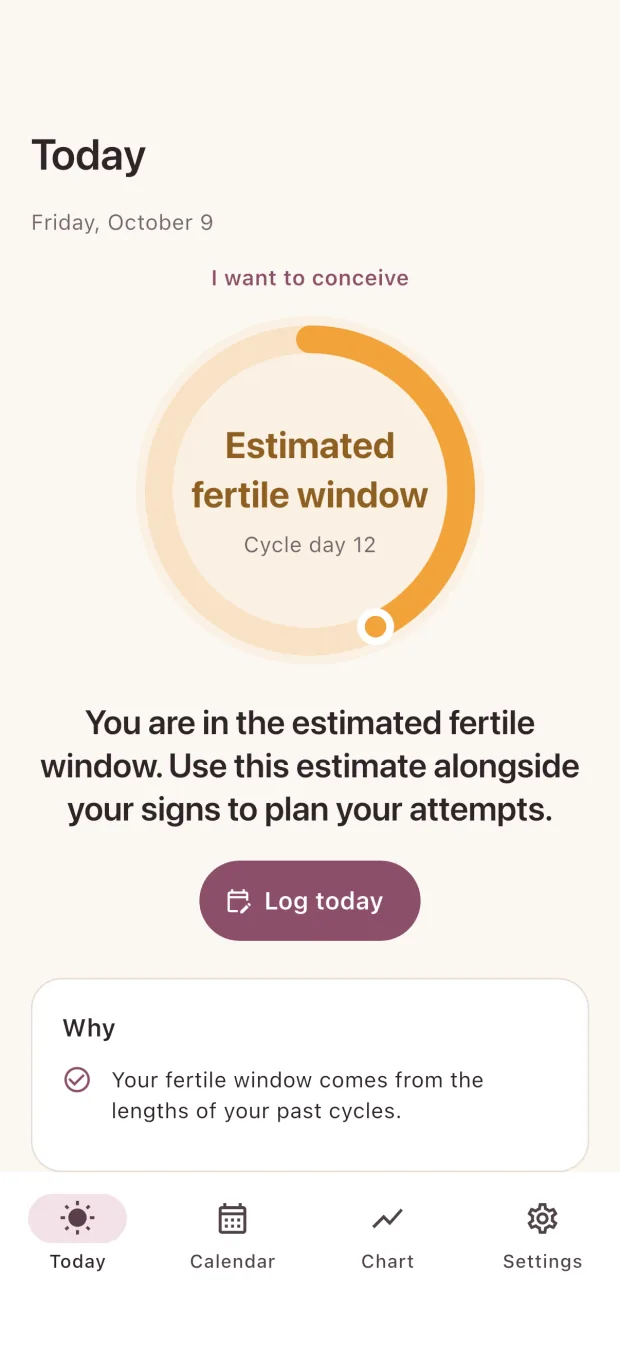 Today
Friday, October 9
I want to conceive
Estimated
fertile window
Cycle day 12
You are in the estimated fertile
window. Use this estimate alongside
your signs to plan your attempts.
Log today
Why
Your fertile window comes from the
lengths of your past cycles.
Today
Calendar
Chart
Settings